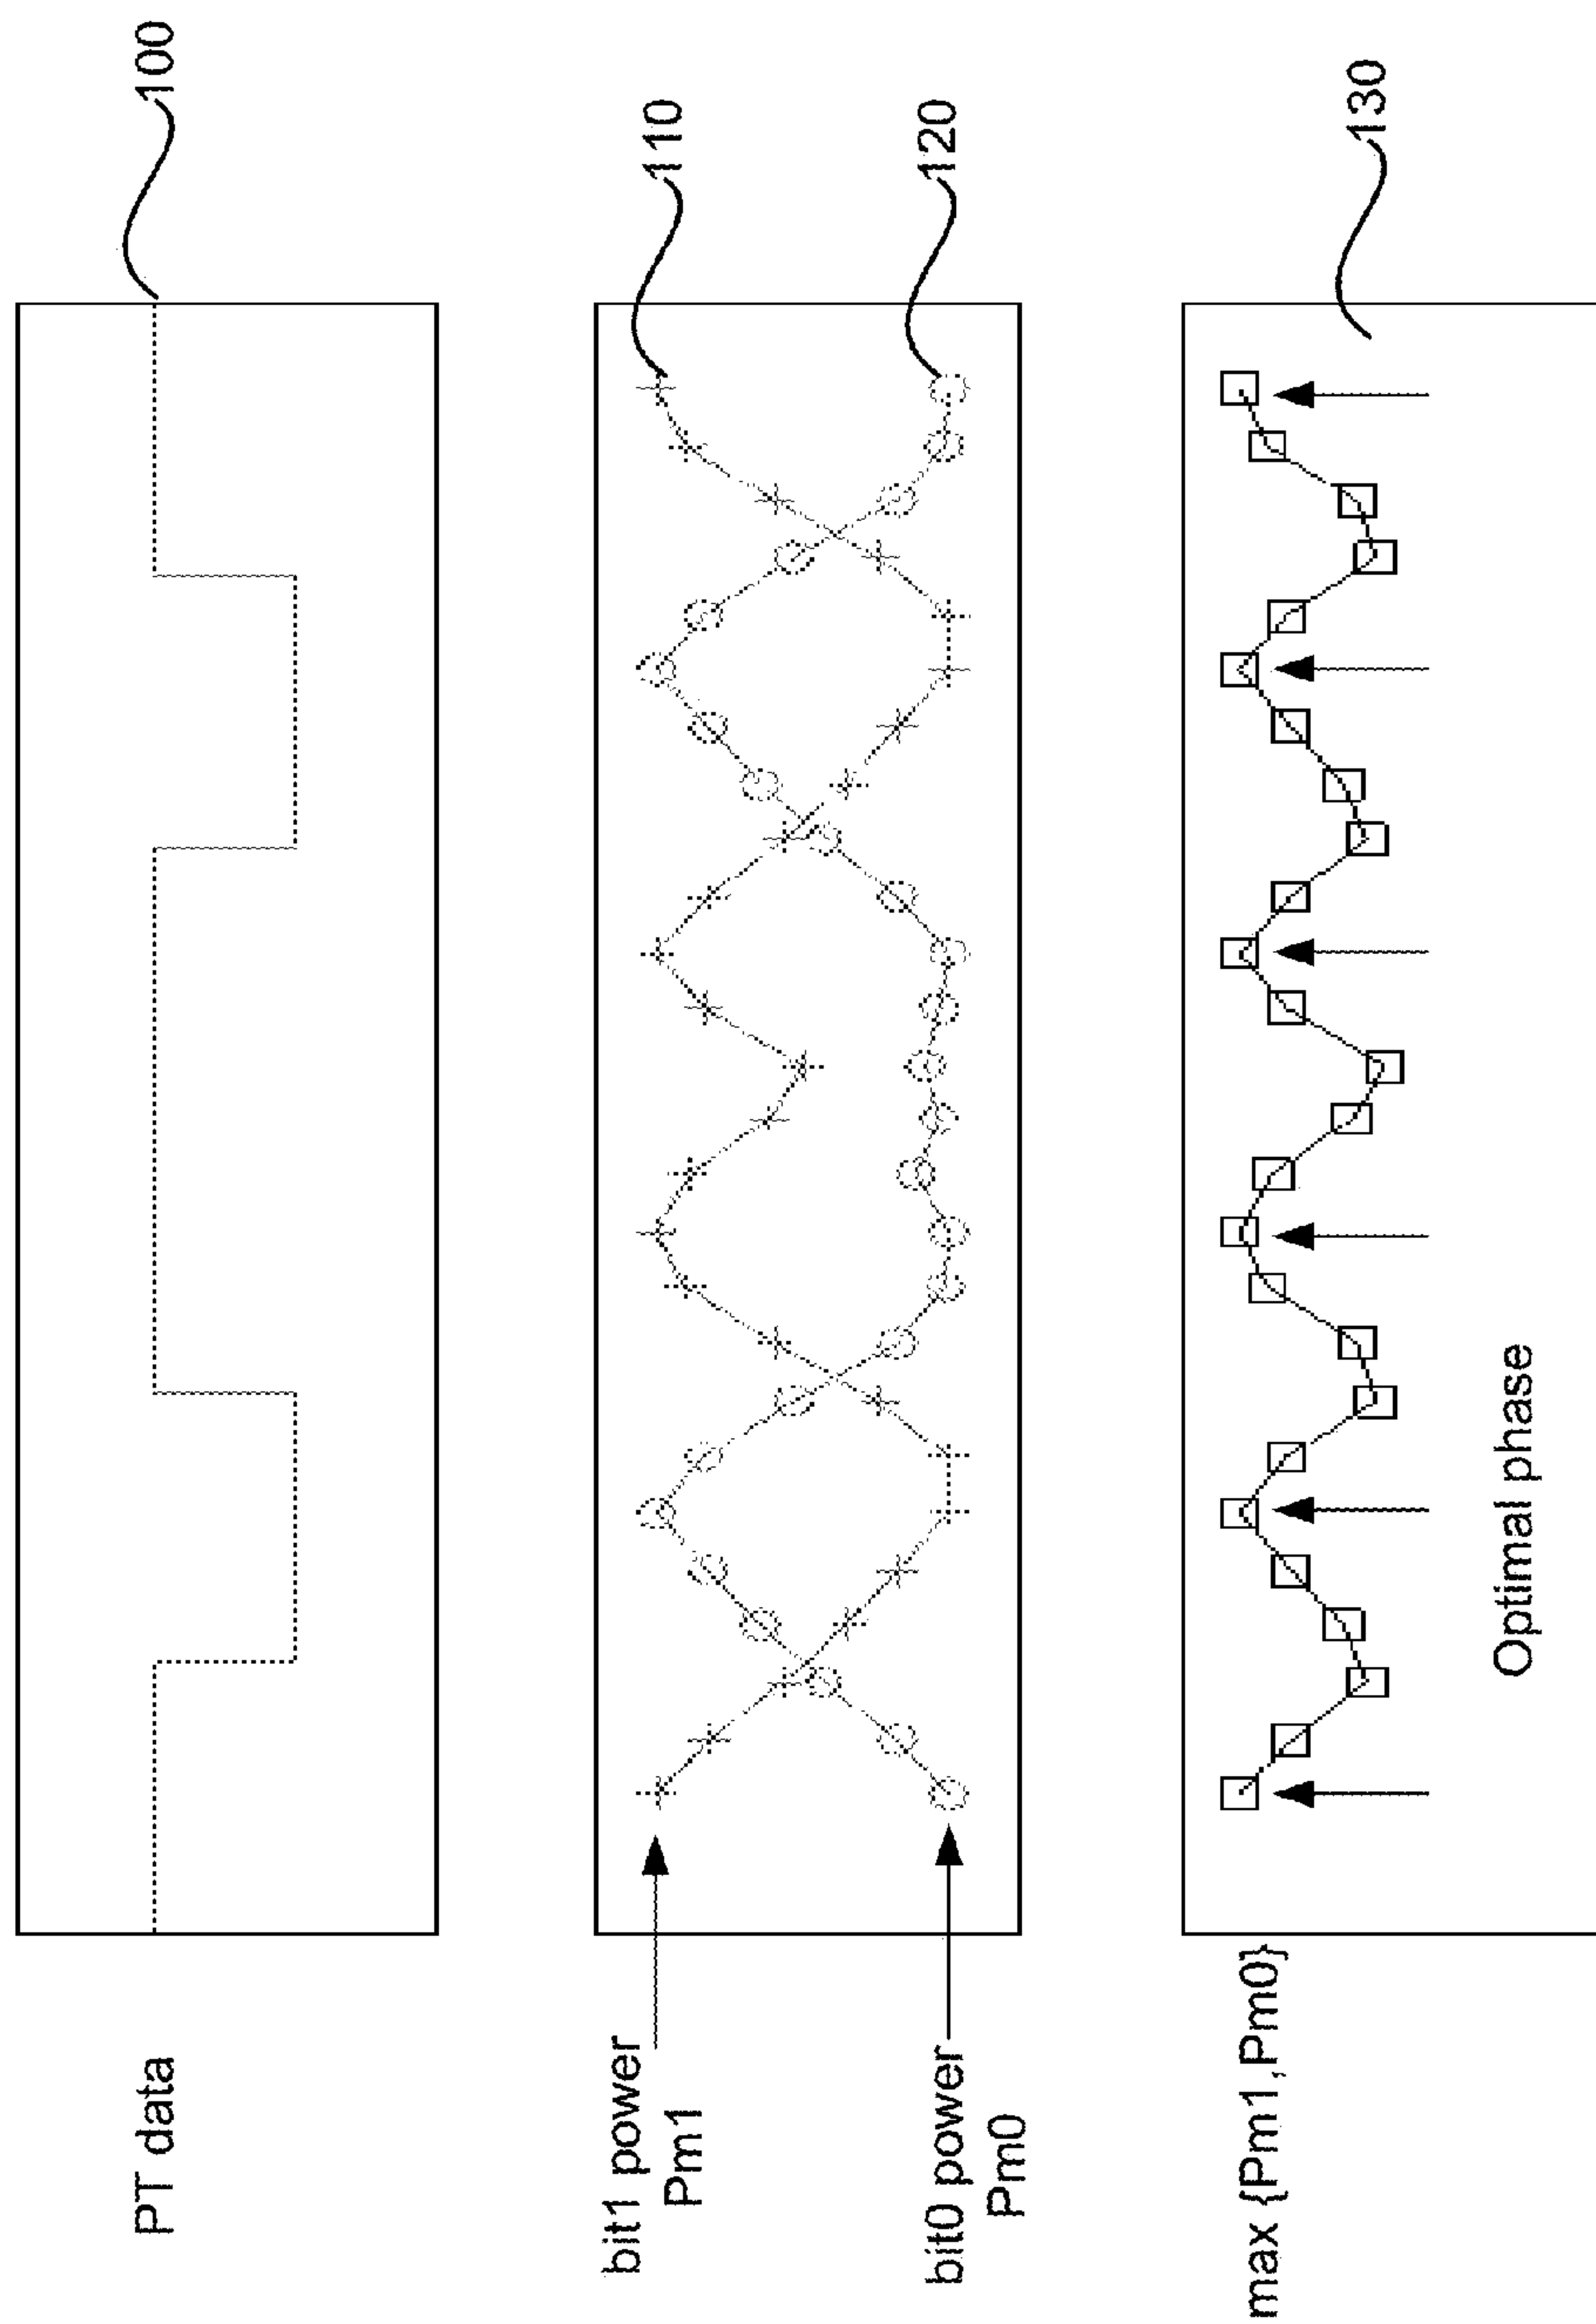 PT data
100
bit1 power
Pm1
110
bit0 power
Pm0
120
max {Pm1,Pm0}
130
Optimal phase